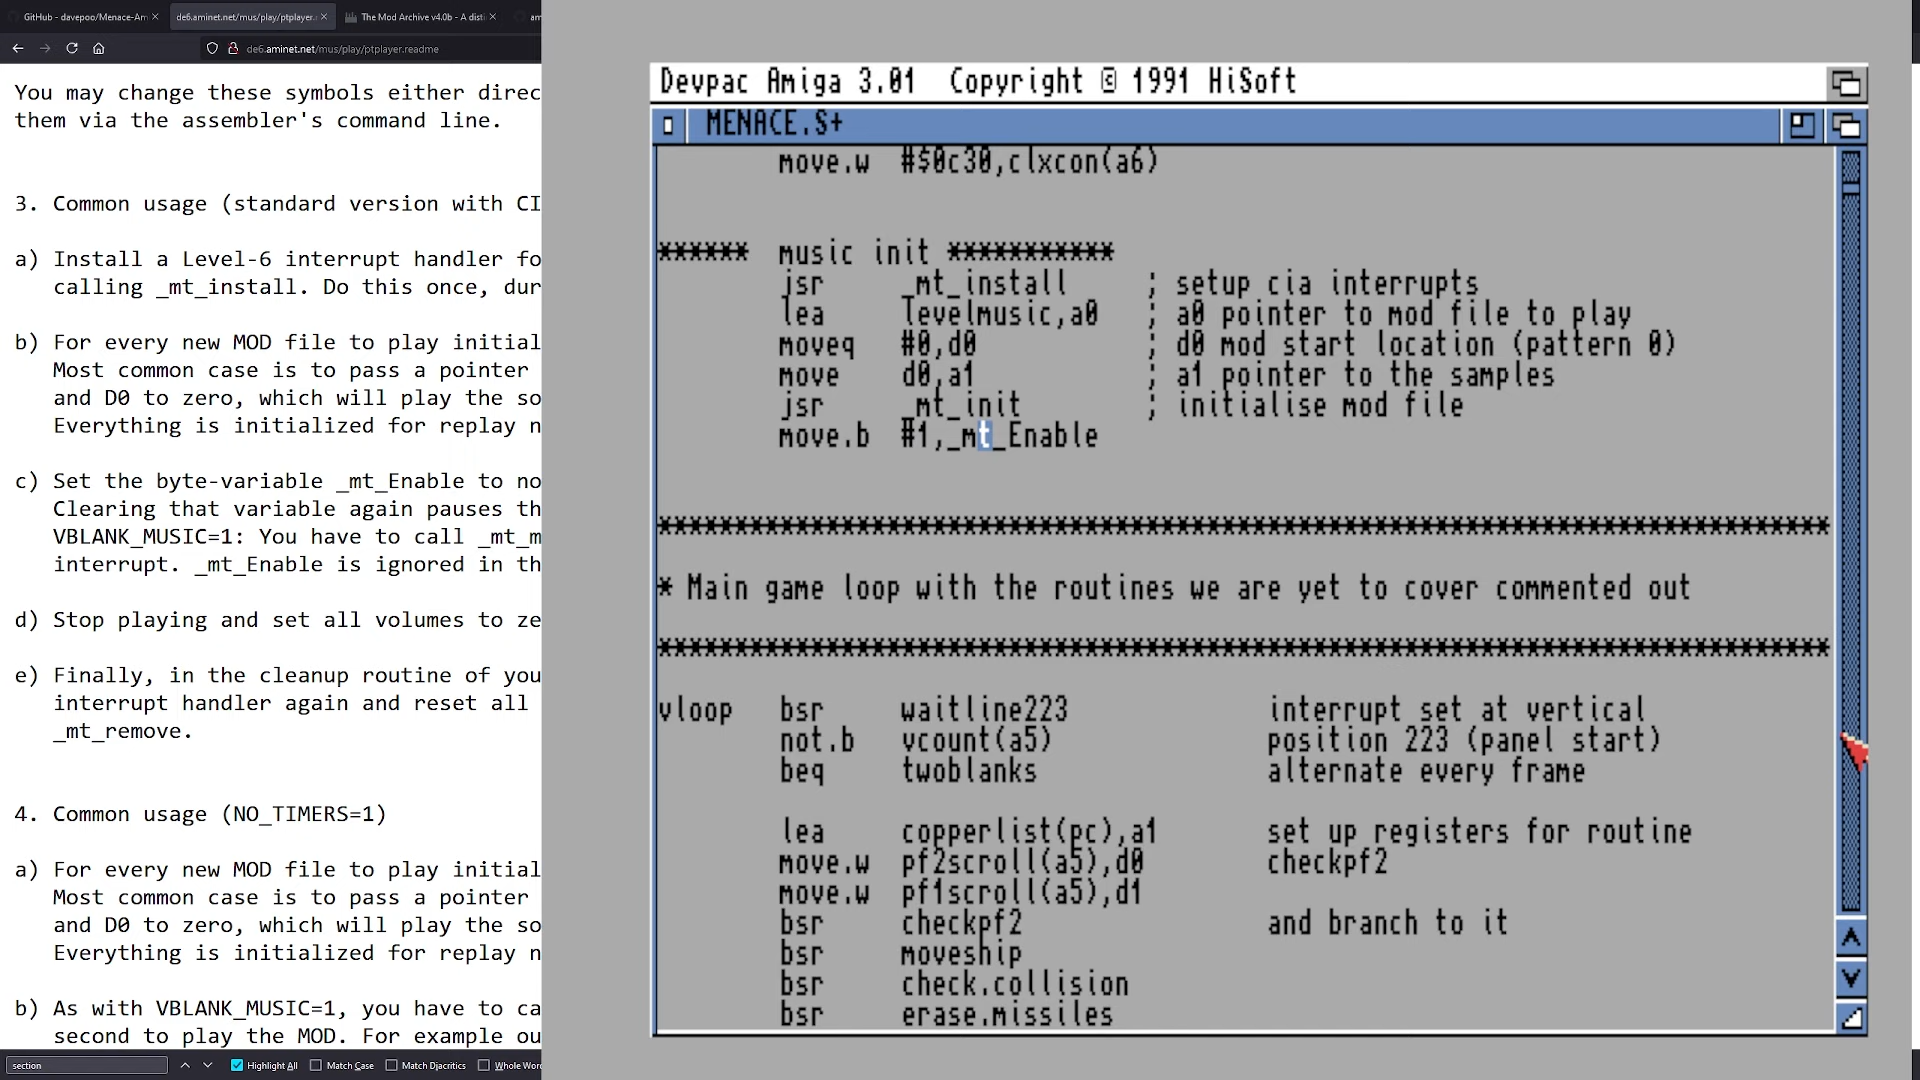 GitHub - davepoo/Menace-Am
de6.aminet.net/mus/play/ptplayer.
The Mod Archive v4.0b - A disti
am
de6.aminet.net/mus/play/ptplayer.readme
You may change these symbols either direc
them via the assembler's command line.
3. Common usage (standard version with CI
a) Install a Level-6 interrupt handler fo
calling _mt_install. Do this once, dur
b) For every new MOD file to play initial
Most common case is to pass a pointer
and D0 to zero, which will play the so
Everything is initialized for replay n
c) Set the byte-variable _mt_Enable to no
Clearing that variable again pauses th
VBLANK_MUSIC=1: You have to call _mt_m
interrupt. _mt_Enable is ignored in th
d) Stop playing and set all volumes to ze
e) Finally, in the cleanup routine of you
interrupt handler again and reset all
_mt_remove.
4. Common usage (NO_TIMERS=1)
a) For every new MOD file to play initial
Most common case is to pass a pointer
and D0 to zero, which will play the so
Everything is initialized for replay n
b) As with VBLANK_MUSIC=1, you have to ca
second to play the MOD. For example ou
section
Highlight All
Match Case
Match Diacritics
Whole Word
Devpac Amiga 3.01  Copyright © 1991 HiSoft
MENACE.S+
move.w #$0c30,clxcon(a6)
****** music init ***********
jsr _mt_install ; setup cia interrupts
lea levelmusic,a0 ; a0 pointer to mod file to play
moveq #0,d0 ; d0 mod start location (pattern 0)
move d0,a1 ; a1 pointer to the samples
jsr _mt_init ; initialise mod file
move.b #1,_mt_Enable
*****************************************************************************
* Main game loop with the routines we are yet to cover commented out
*****************************************************************************
vloop bsr waitline223 interrupt set at vertical
not.b vcount(a5) position 223 (panel start)
beq twoblanks alternate every frame
lea copperlist(pc),a1 set up registers for routine
move.w pf2scroll(a5),d0 checkpf2
move.w pf1scroll(a5),d1
bsr checkpf2 and branch to it
bsr moveship
bsr check.collision
bsr erase.missiles